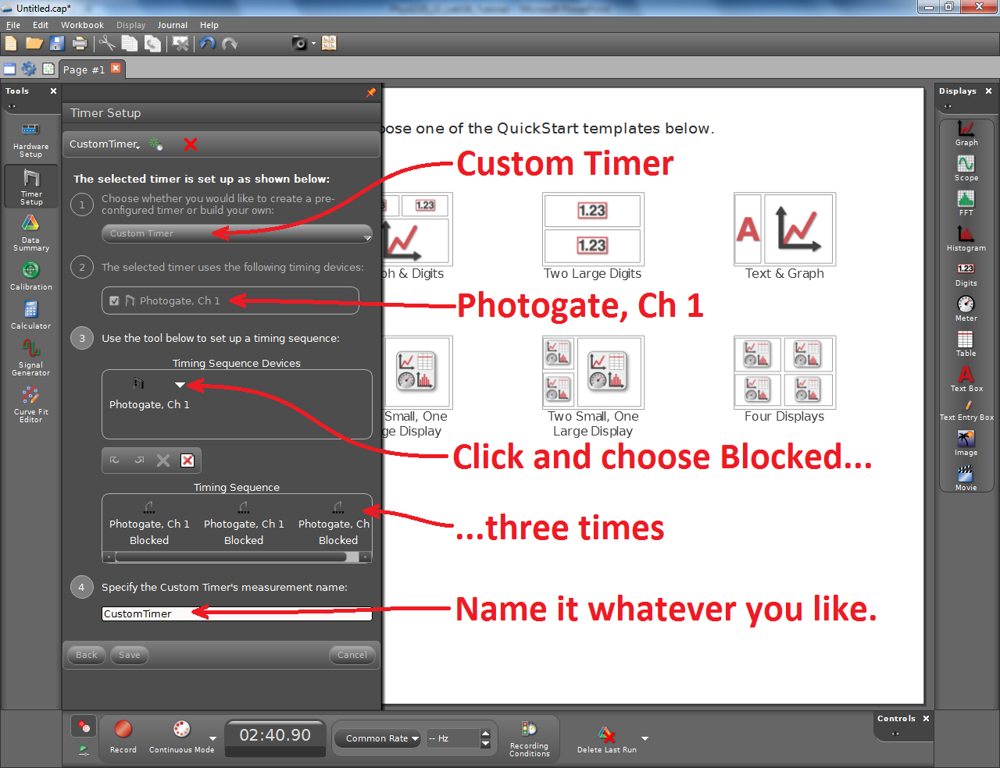 Untitled.cap*
File Edit Workbook Display Journal Help
Page #1
Tools
Timer Setup
CustomTimer
The selected timer is set up as shown below:
1 Choose whether you would like to create a pre-
configured timer or build your own:
Custom Timer
2 The selected timer uses the following timing devices:
Photogate, Ch 1
3 Use the tool below to set up a timing sequence:
Timing Sequence Devices
Photogate, Ch 1
Timing Sequence
Photogate, Ch 1 Photogate, Ch 1 Photogate, Ch
Blocked Blocked Blocked
4 Specify the Custom Timer's measurement name:
CustomTimer
Back Save Cancel
Hardware
Setup
Timer
Setup
Data
Summary
Calibration
Calculator
Signal
Generator
Curve Fit
Editor
ose one of the QuickStart templates below.
Custom Timer
1.23
1.23
1.23
A
ph & Digits
Two Large Digits
Text & Graph
Photogate, Ch 1
Small, One
ge Display
Two Small, One
Large Display
Four Displays
Click and choose Blocked...
...three times
Name it whatever you like.
Displays
Graph
Scope
FFT
Histogram
1.23
Digits
Meter
Table
A
Text Box
Text Entry Box
Image
Movie
Record
Continuous Mode
02:40.90
Common Rate
-- Hz
Recording
Conditions
Delete Last Run
Controls